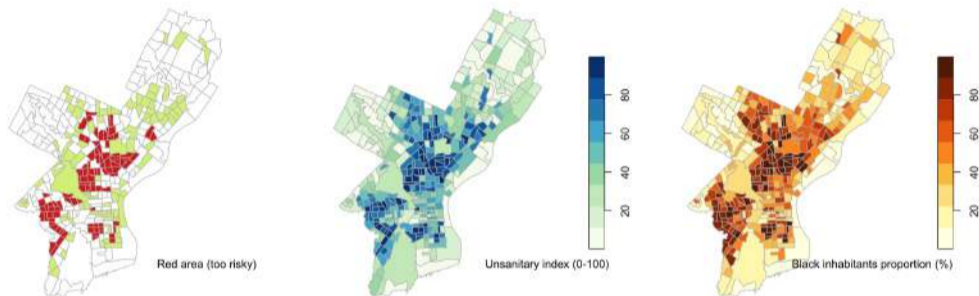 Red area (too risky)
80
60
40
20
Unsanitary index (0-100)
80
60
40
20
Black inhabitants proportion (%)